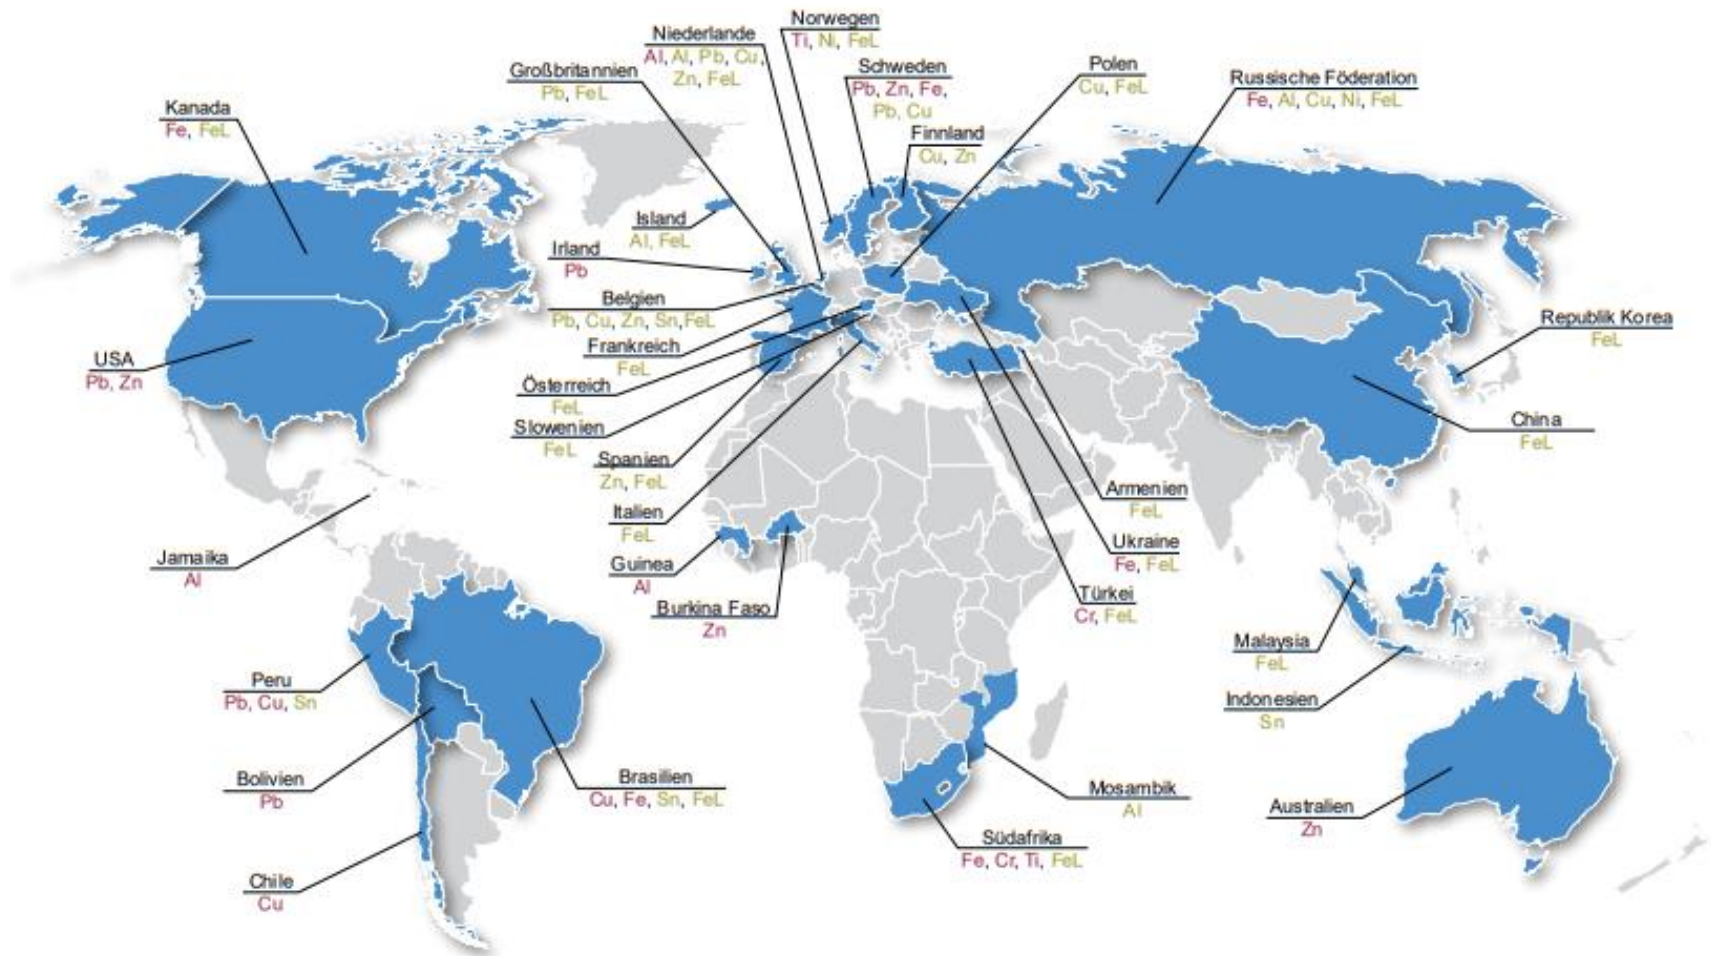 Norwegen
Ti, Ni, FeL
Niederlande
Al, Al, Pb, Cu,
Zn, FeL
Großbritannien
Pb, FeL
Schweden
Pb, Zn, Fe,
Pb, Cu
Polen
Cu, FeL
Russische Föderation
Fe, Al, Cu, Ni, FeL
Kanada
Fe, FeL
Finnland
Cu, Zn
Island
Al, FeL
Irland
Pb
Belgien
Pb, Cu, Zn, Sn,FeL
Republik Korea
FeL
Frankreich
FeL
USA
Pb, Zn
Österreich
FeL
Slowenien
FeL
China
FeL
Spanien
Zn, FeL
Armenien
FeL
Italien
FeL
Ukraine
Fe, FeL
Jamaika
Al
Guinea
Al
Türkei
Cr, FeL
Burkina Faso
Zn
Malaysia
FeL
Peru
Pb, Cu, Sn
Indonesien
Sn
Bolivien
Pb
Brasilien
Cu, Fe, Sn, FeL
Mosambik
Al
Australien
Zn
Südafrika
Fe, Cr, Ti, FeL
Chile
Cu